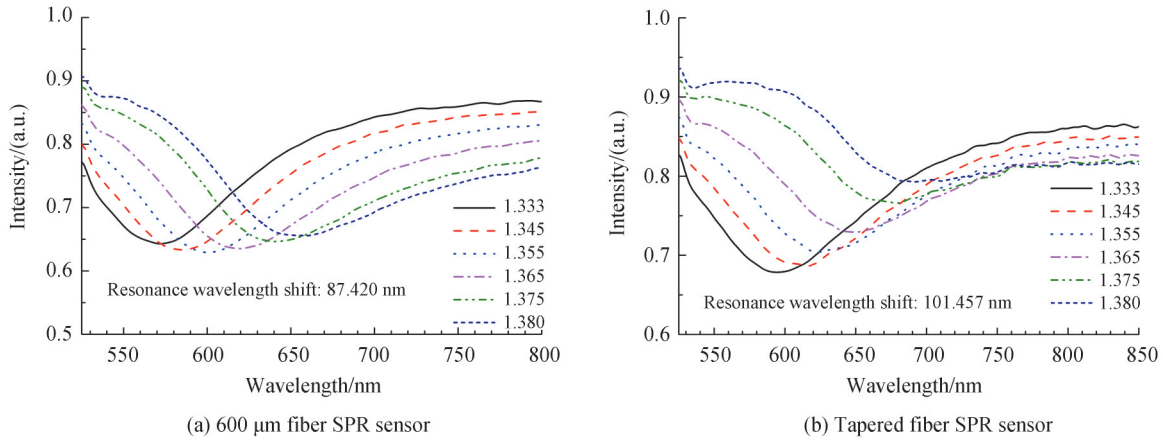 1.0
0.9
0.8
0.7
0.6
0.5
Intensity/(a.u.)
1.333
1.345
1.355
1.365
1.375
1.380
Resonance wavelength shift: 87.420 nm
550 600 650 700 750 800
Wavelength/nm
(a) 600 μm fiber SPR sensor
1.0
0.9
0.8
0.7
0.6
Intensity/(a.u.)
1.333
1.345
1.355
1.365
1.375
1.380
Resonance wavelength shift: 101.457 nm
550 600 650 700 750 800 850
Wavelength/nm
(b) Tapered fiber SPR sensor